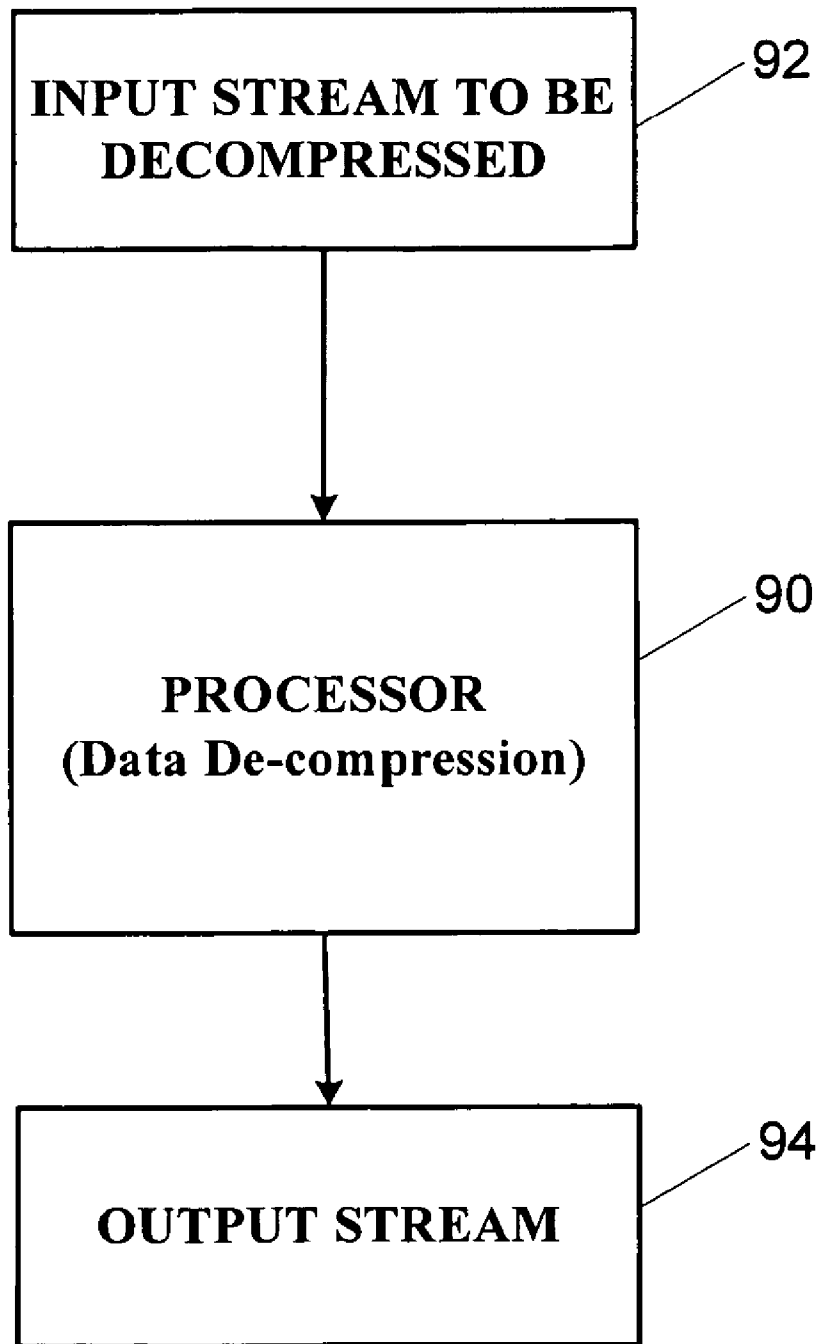 INPUT STREAM TO BE
DECOMPRESSED
92
PROCESSOR
(Data De-compression)
90
OUTPUT STREAM
94